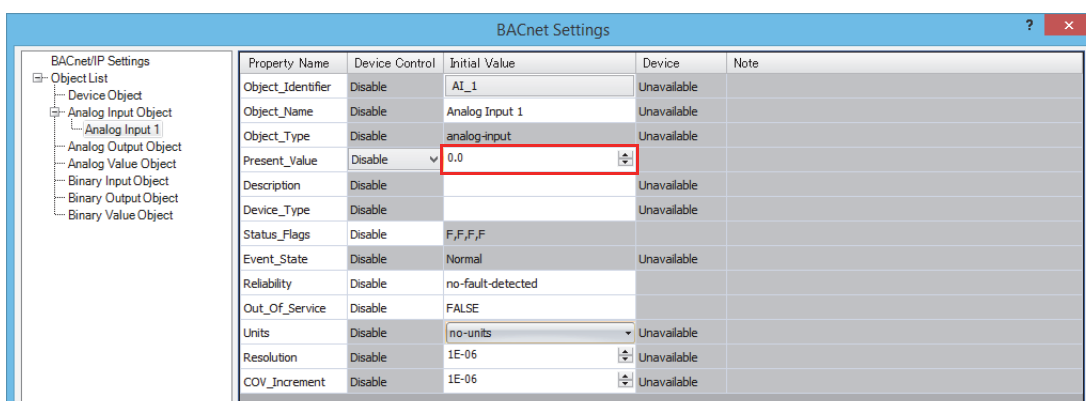 BACnet Settings
?
BACnet/IP Settings
Object List
Device Object
Analog Input Object
Analog Input 1
Analog Output Object
Analog Value Object
Binary Input Object
Binary Output Object
Binary Value Object
Property Name Device Control Initial Value Device Note
Object_Identifier Disable AI_1 Unavailable
Object_Name Disable Analog Input 1 Unavailable
Object_Type Disable analog-input Unavailable
Present_Value Disable 0.0
Description Disable Unavailable
Device_Type Disable Unavailable
Status_Flags Disable F,F,F,F
Event_State Disable Normal Unavailable
Reliability Disable no-fault-detected
Out_Of_Service Disable FALSE
Units Disable no-units Unavailable
Resolution Disable 1E-06 Unavailable
COV_Increment Disable 1E-06 Unavailable